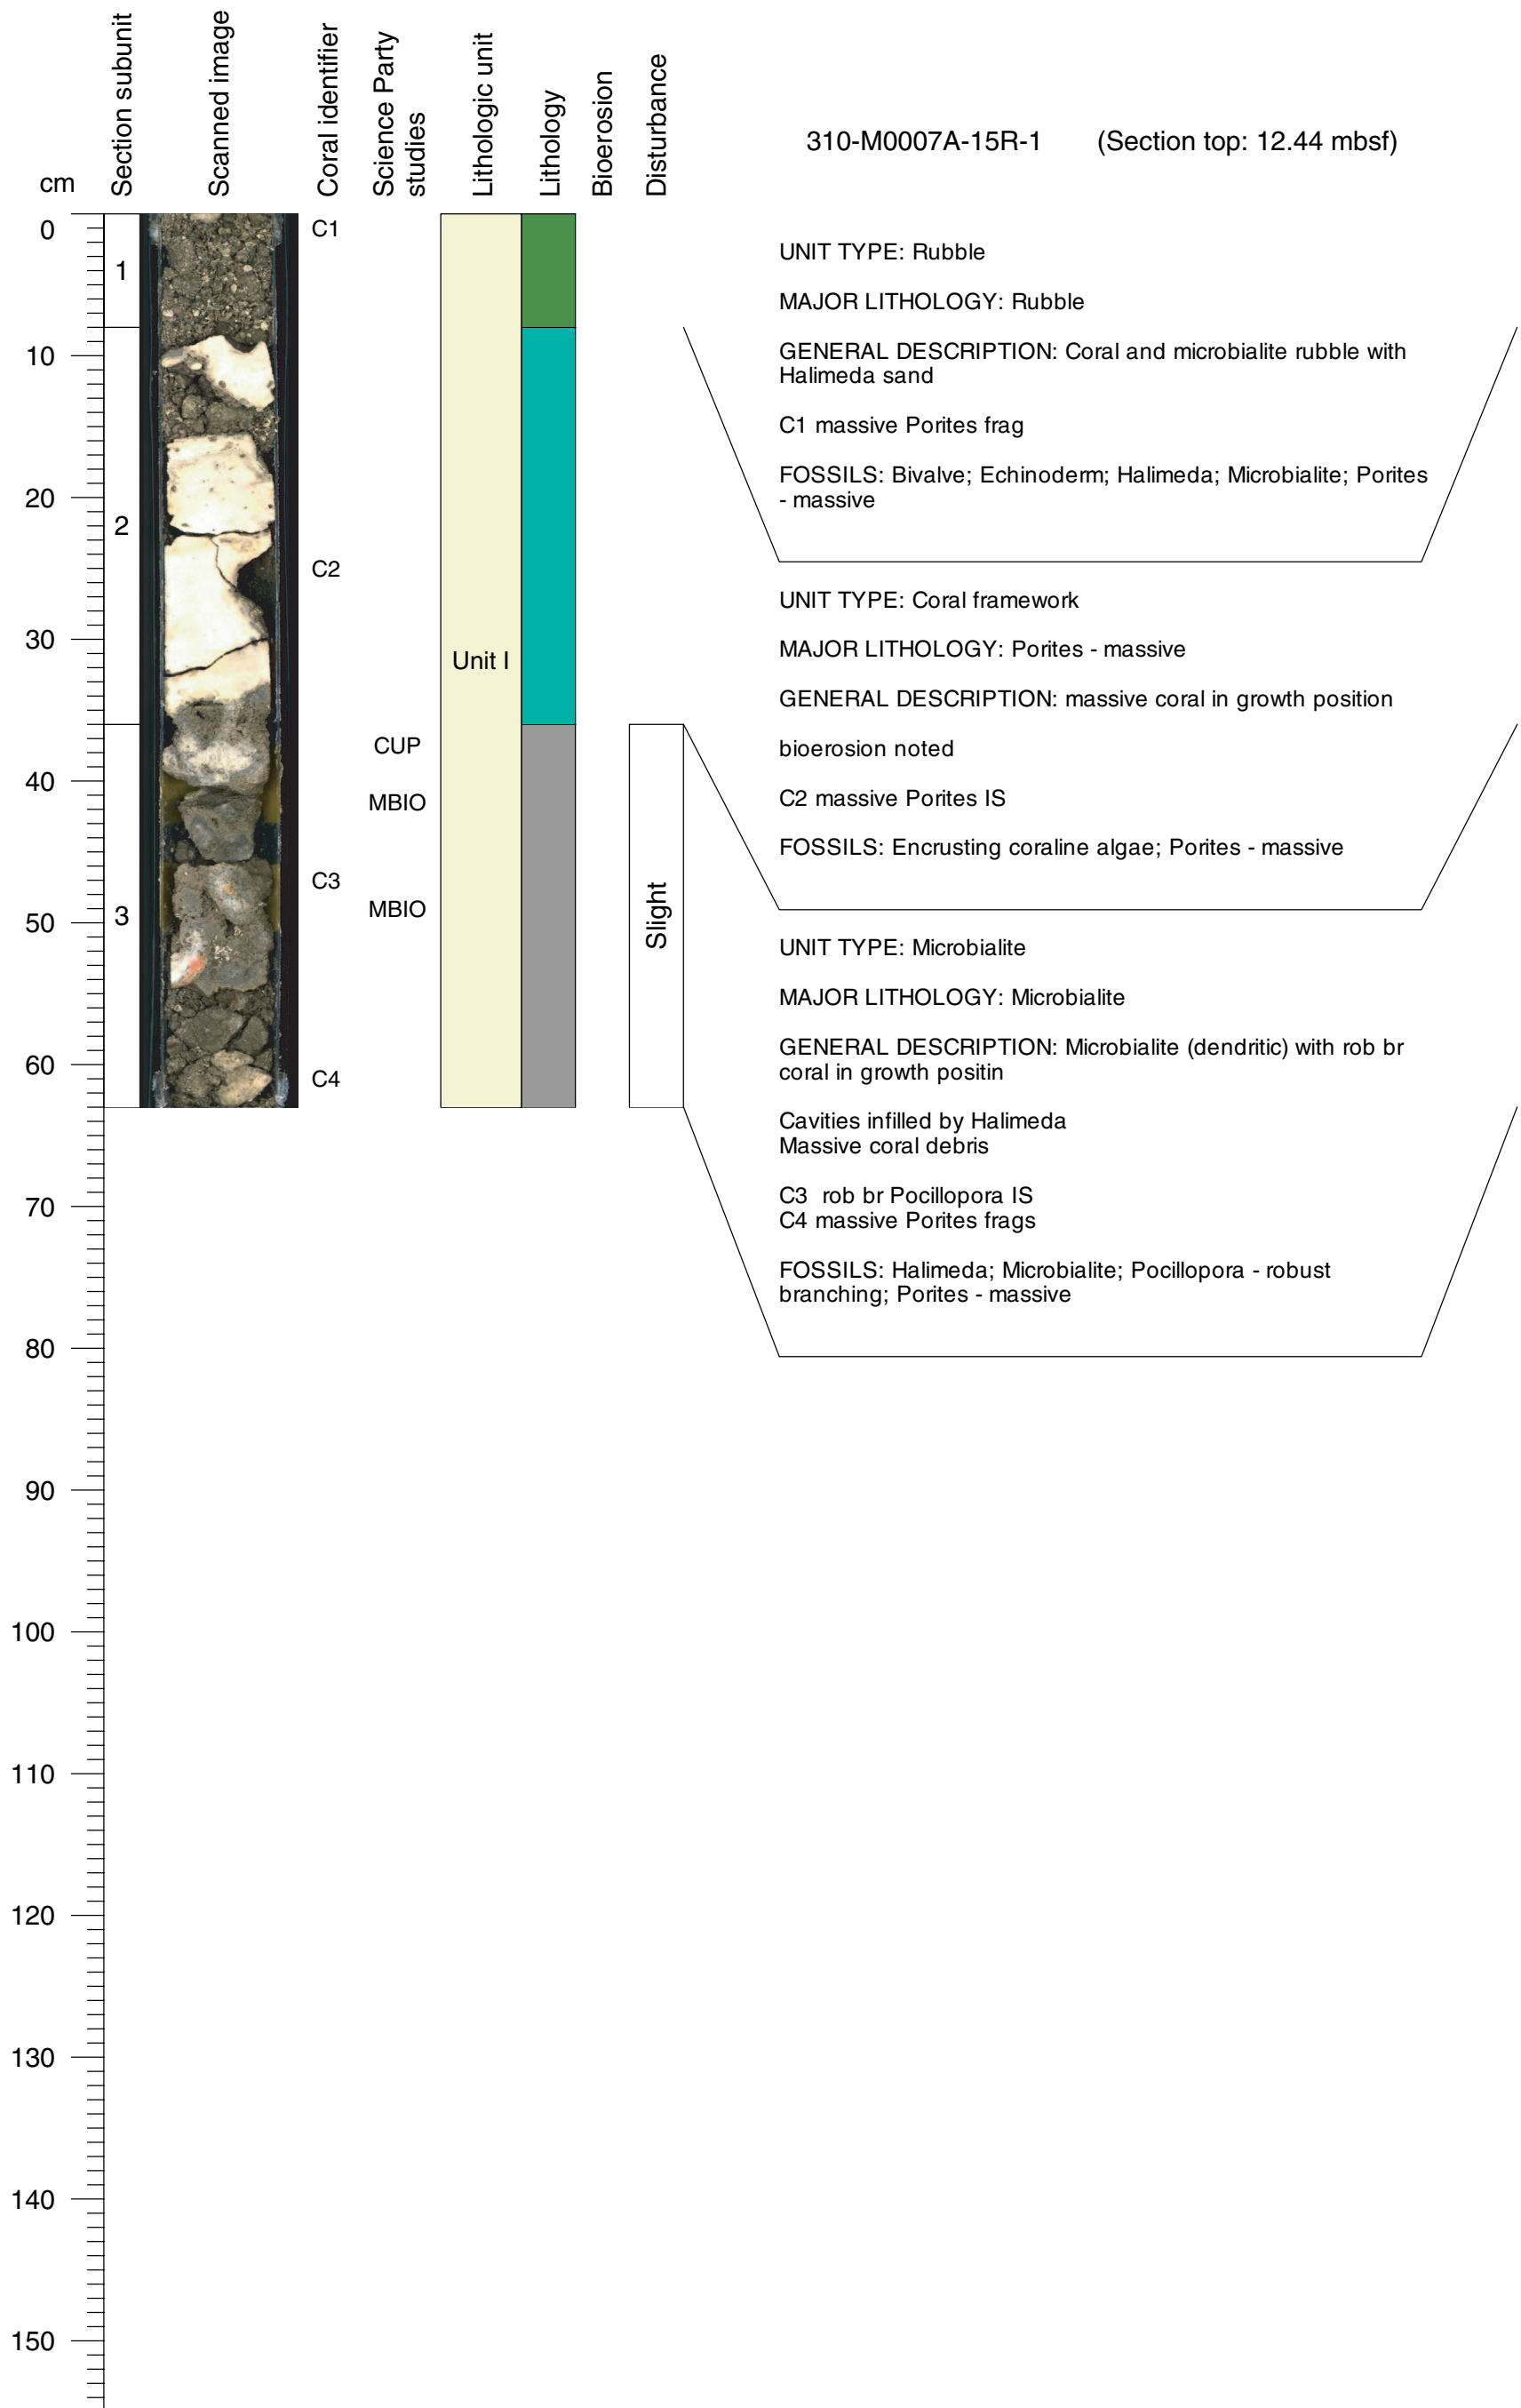 Section subunit
Scanned image
Coral identifier
Science Party
studies
Lithologic unit
Lithology
Bioerosion
Disturbance
310-M0007A-15R-1 (Section top: 12.44 mbsf)
cm
0
10
20
30
40
50
60
70
80
90
100
110
120
130
140
150
1
2
3
C1
C2
C3
C4
CUP
MBIO
MBIO
Unit I
Slight
UNIT TYPE: Rubble
MAJOR LITHOLOGY: Rubble
GENERAL DESCRIPTION: Coral and microbialite rubble with
Halimeda sand
C1 massive Porites frag
FOSSILS: Bivalve; Echinoderm; Halimeda; Microbialite; Porites
- massive
UNIT TYPE: Coral framework
MAJOR LITHOLOGY: Porites - massive
GENERAL DESCRIPTION: massive coral in growth position
bioerosion noted
C2 massive Porites IS
FOSSILS: Encrusting coraline algae; Porites - massive
UNIT TYPE: Microbialite
MAJOR LITHOLOGY: Microbialite
GENERAL DESCRIPTION: Microbialite (dendritic) with rob br
coral in growth positin
Cavities infilled by Halimeda
Massive coral debris
C3 rob br Pocillopora IS
C4 massive Porites frags
FOSSILS: Halimeda; Microbialite; Pocillopora - robust
branching; Porites - massive